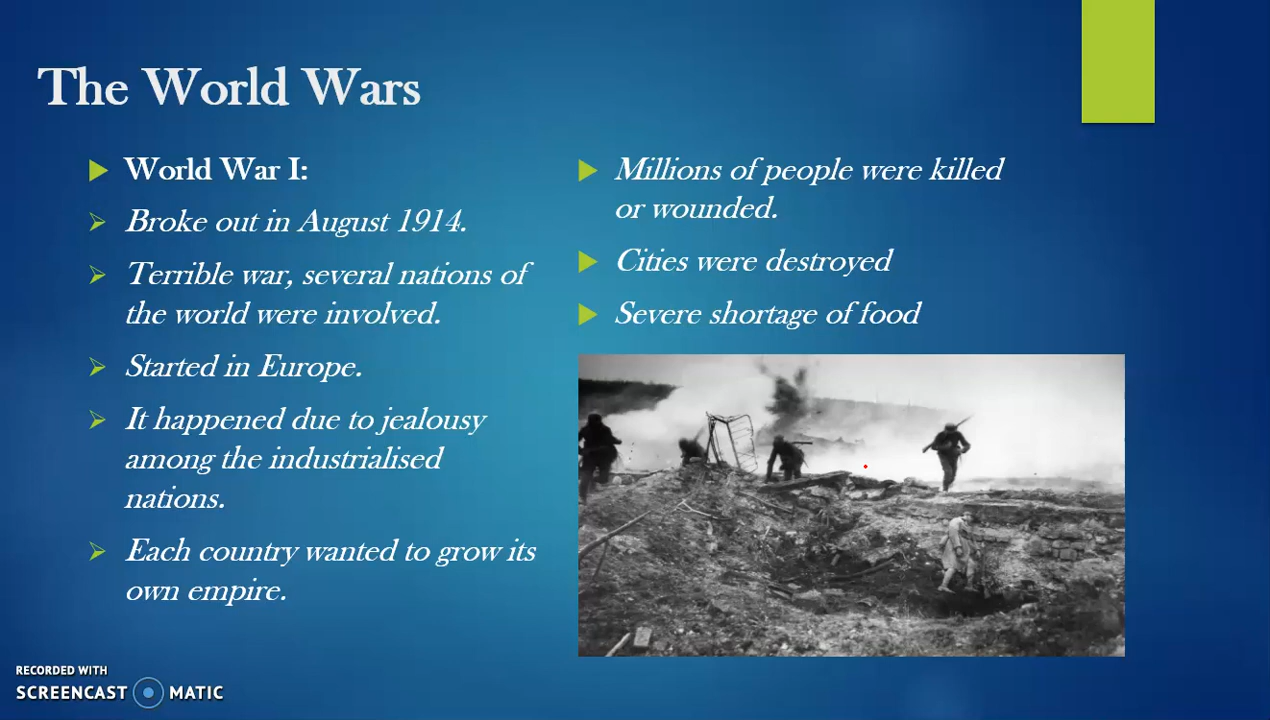 The World Wars
World War I:
Broke out in August 1914.
Terrible war, several nations of
the world were involved.
Started in Europe.
It happened due to jealousy
among the industrialised
nations.
Each country wanted to grow its
own empire.
Millions of people were killed
or wounded.
Cities were destroyed
Severe shortage of food
RECORDED WITH
SCREENCAST MATIC